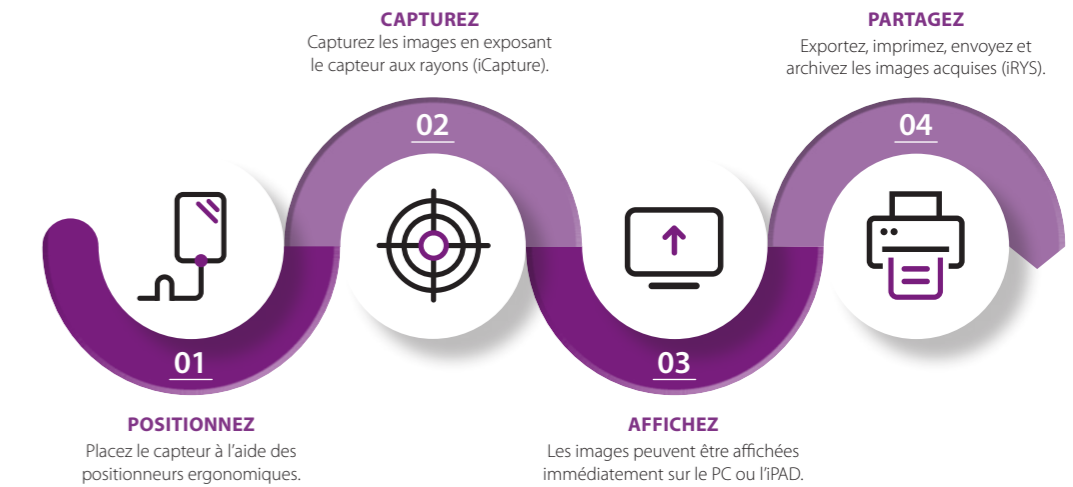 CAPTUREZ
Capturez les images en exposant
le capteur aux rayons (iCapture).
PARTAGEZ
Exportez, imprimez, envoyez et
archivez les images acquises (iRYS).
02
04
01
03
POSITIONNEZ
Placez le capteur à l’aide des
positionneurs ergonomiques.
AFFICHEZ
Les images peuvent être affichées
immédiatement sur le PC ou l’iPAD.